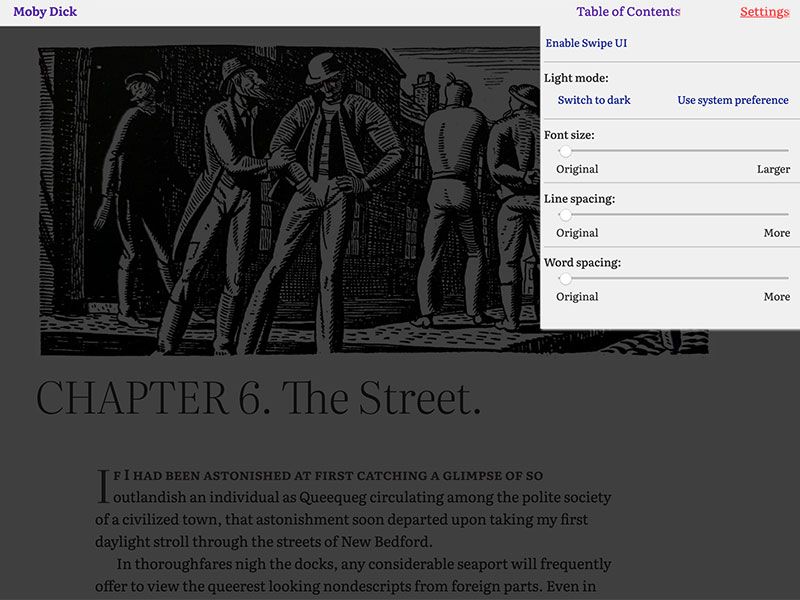 Moby Dick
Table of Contents
Settings
Enable Swipe UI
Light mode:
Switch to dark
Use system preference
Font size:
Original
Larger
Line spacing:
Original
More
Word spacing:
Original
More
CHAPTER 6. The Street.
IF I HAD BEEN ASTONISHED AT FIRST CATCHING A GLIMPSE OF SO
outlandish an individual as Queequeg circulating among the polite society
of a civilized town, that astonishment soon departed upon taking my first
daylight stroll through the streets of New Bedford.
In thoroughfares nigh the docks, any considerable seaport will frequently
offer to view the queerest looking nondescripts from foreign parts. Even in